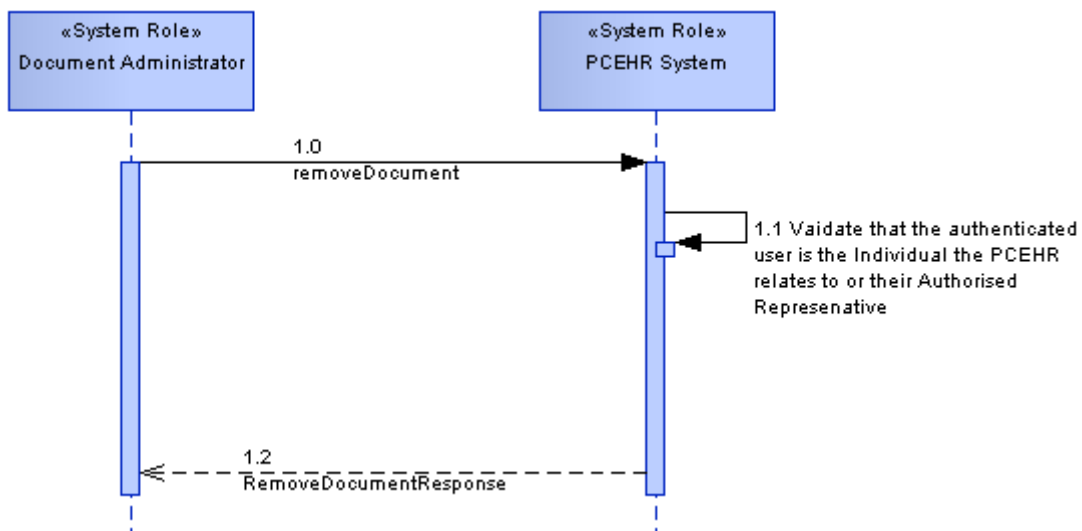 «System Role»
Document Administrator
«System Role»
PCEHR System
1.0
removeDocument
1.1 Vaidate that the authenticated
user is the Individual the PCEHR
relates to or their Authorised
Represenative
1.2
RemoveDocumentResponse